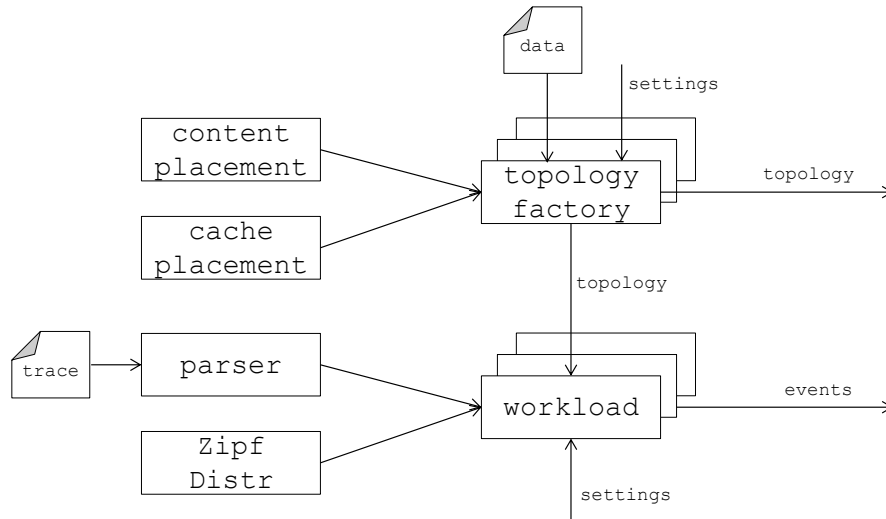 data
settings
content
placement
topology
factory
topology
cache
placement
topology
trace
parser
workload
events
Zipf
Distr
settings